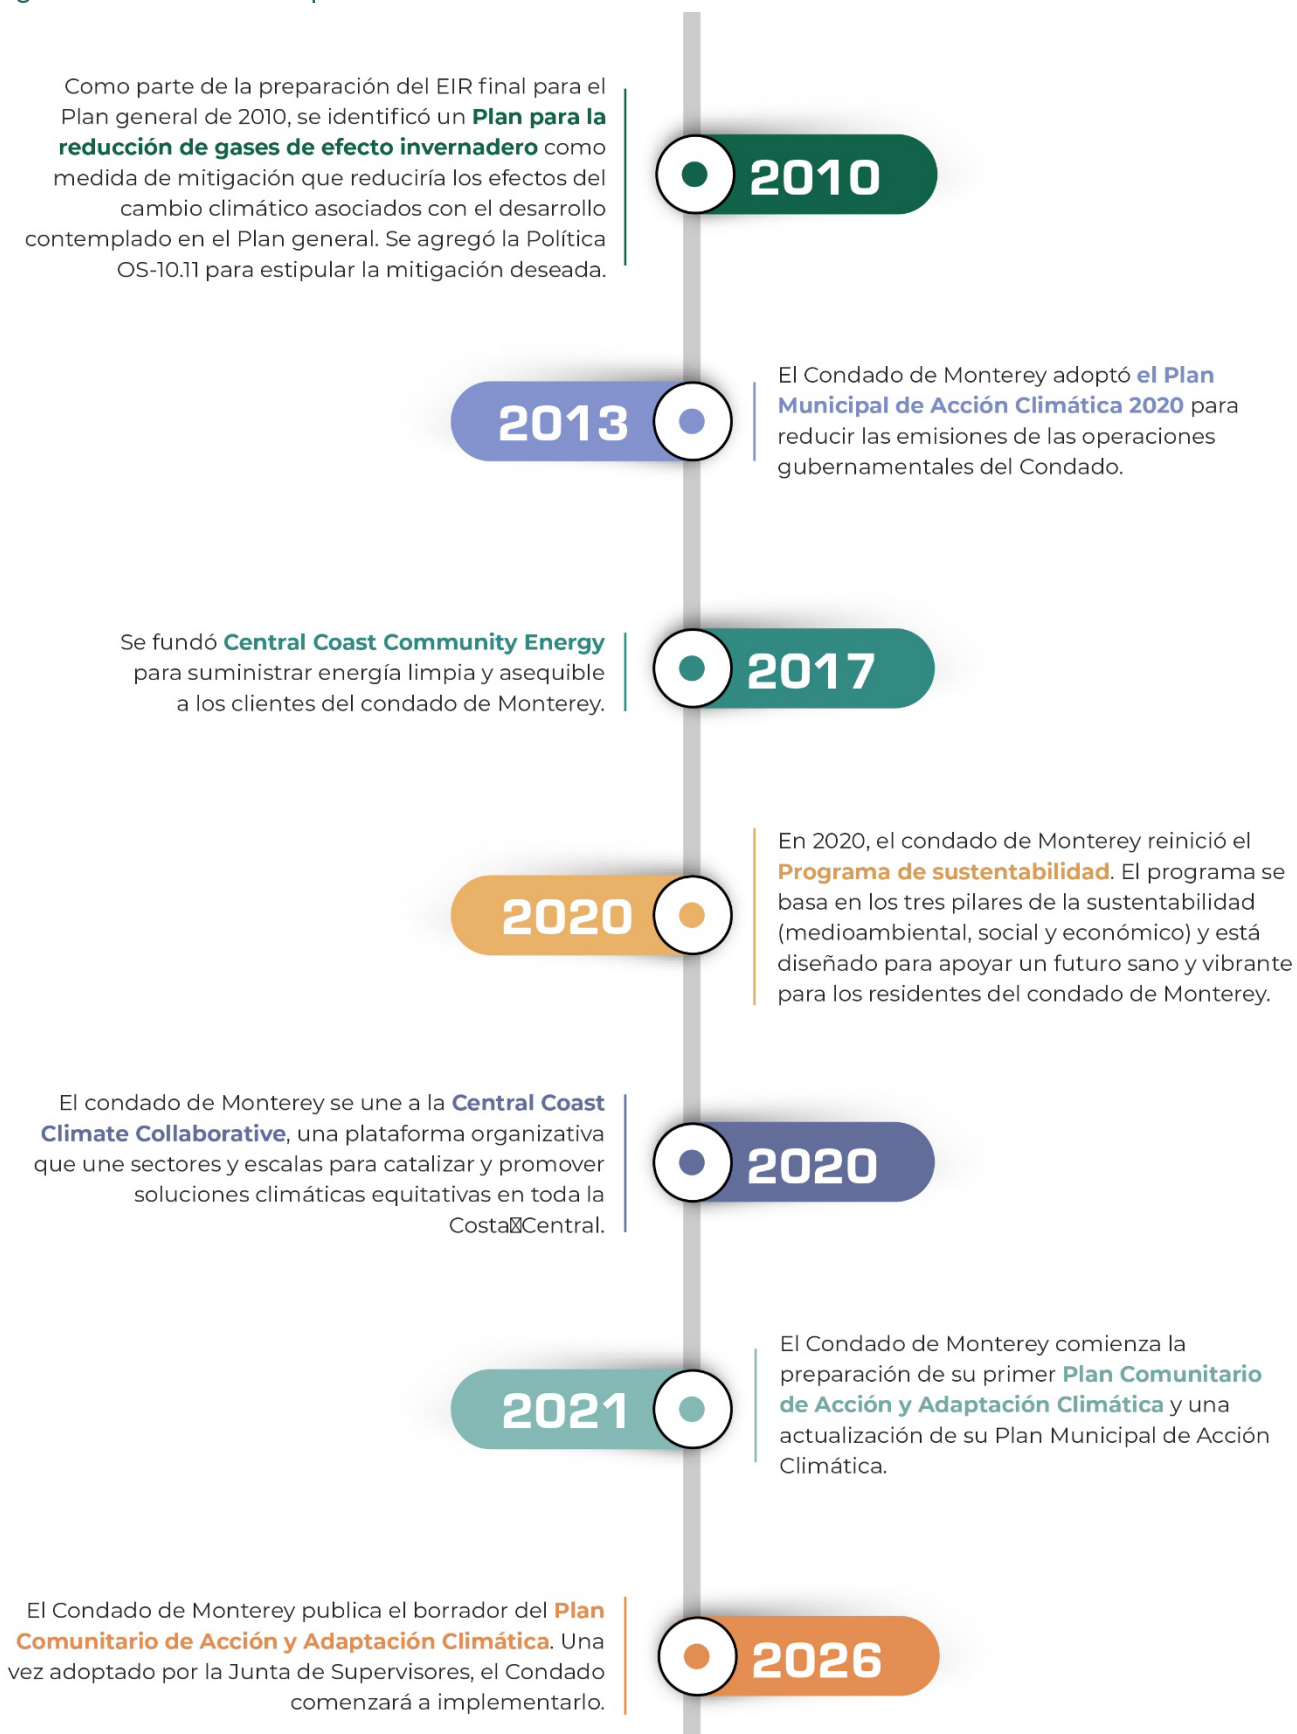 Como parte de la preparación del EIR final para el
Plan general de 2010, se identificó un Plan para la
reducción de gases de efecto invernadero como
medida de mitigación que reduciría los efectos del
cambio climático asociados con el desarrollo
contemplado en el Plan general. Se agregó la Política
OS-10.11 para estipular la mitigación deseada.
2010
2013
El Condado de Monterey adoptó el Plan
Municipal de Acción Climática 2020 para
reducir las emisiones de las operaciones
gubernamentales del Condado.
Se fundó Central Coast Community Energy
para suministrar energía limpia y asequible
a los clientes del condado de Monterey.
2017
2020
En 2020, el condado de Monterey reinició el
Programa de sustentabilidad. El programa se
basa en los tres pilares de la sustentabilidad
(medioambiental, social y económico) y está
diseñado para apoyar un futuro sano y vibrante
para los residentes del condado de Monterey.
El condado de Monterey se une a la Central Coast
Climate Collaborative, una plataforma organizativa
que une sectores y escalas para catalizar y promover
soluciones climáticas equitativas en toda la
Costa Central.
2020
2021
El Condado de Monterey comienza la
preparación de su primer Plan Comunitario
de Acción y Adaptación Climática y una
actualización de su Plan Municipal de Acción
Climática.
El Condado de Monterey publica el borrador del Plan
Comunitario de Acción y Adaptación Climática. Una
vez adoptado por la Junta de Supervisores, el Condado
comenzará a implementarlo.
2026